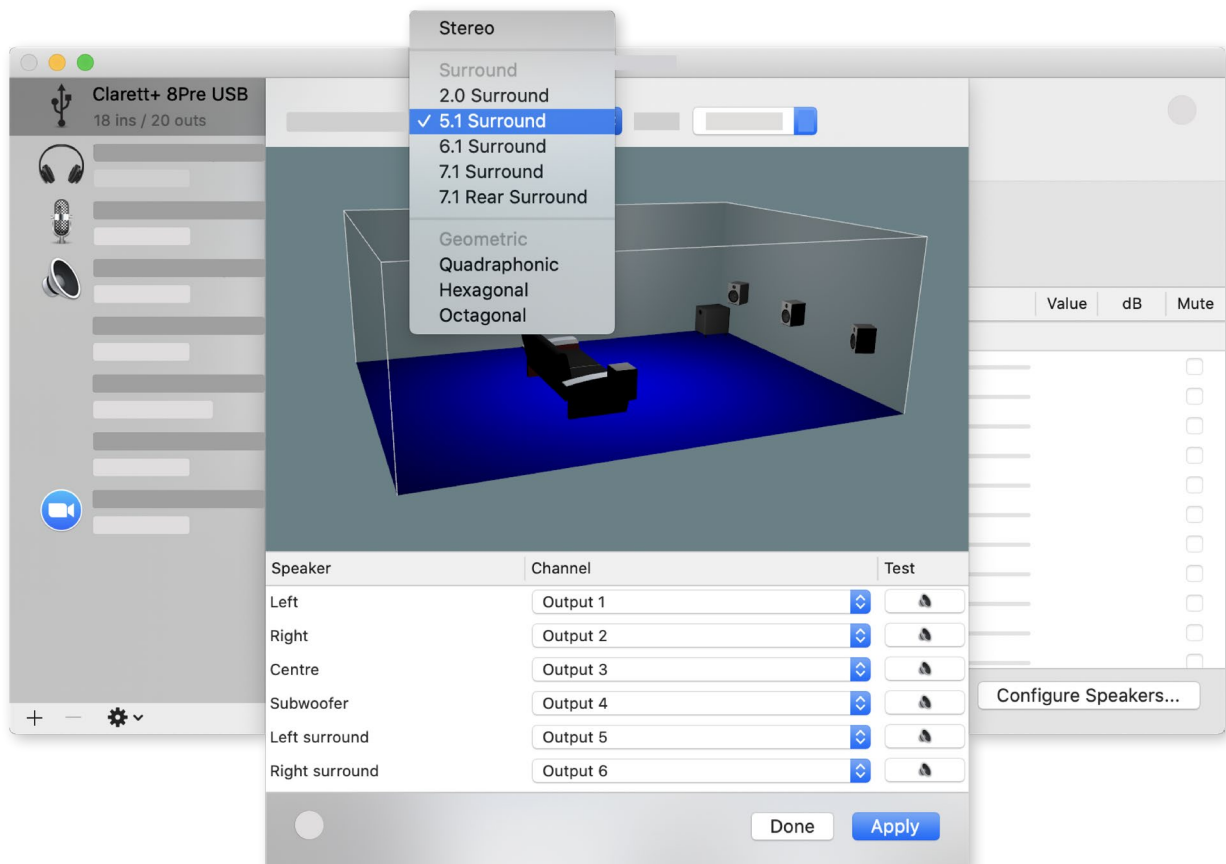 Stereo
Surround
2.0 Surround
✓ 5.1 Surround
6.1 Surround
7.1 Surround
7.1 Rear Surround
Geometric
Quadraphonic
Hexagonal
Octagonal
Clarett+ 8Pre USB
18 ins / 20 outs
Value dB Mute
Speaker Channel Test
Left Output 1
Right Output 2
Centre Output 3
Subwoofer Output 4
Left surround Output 5
Right surround Output 6
Configure Speakers...
Done Apply